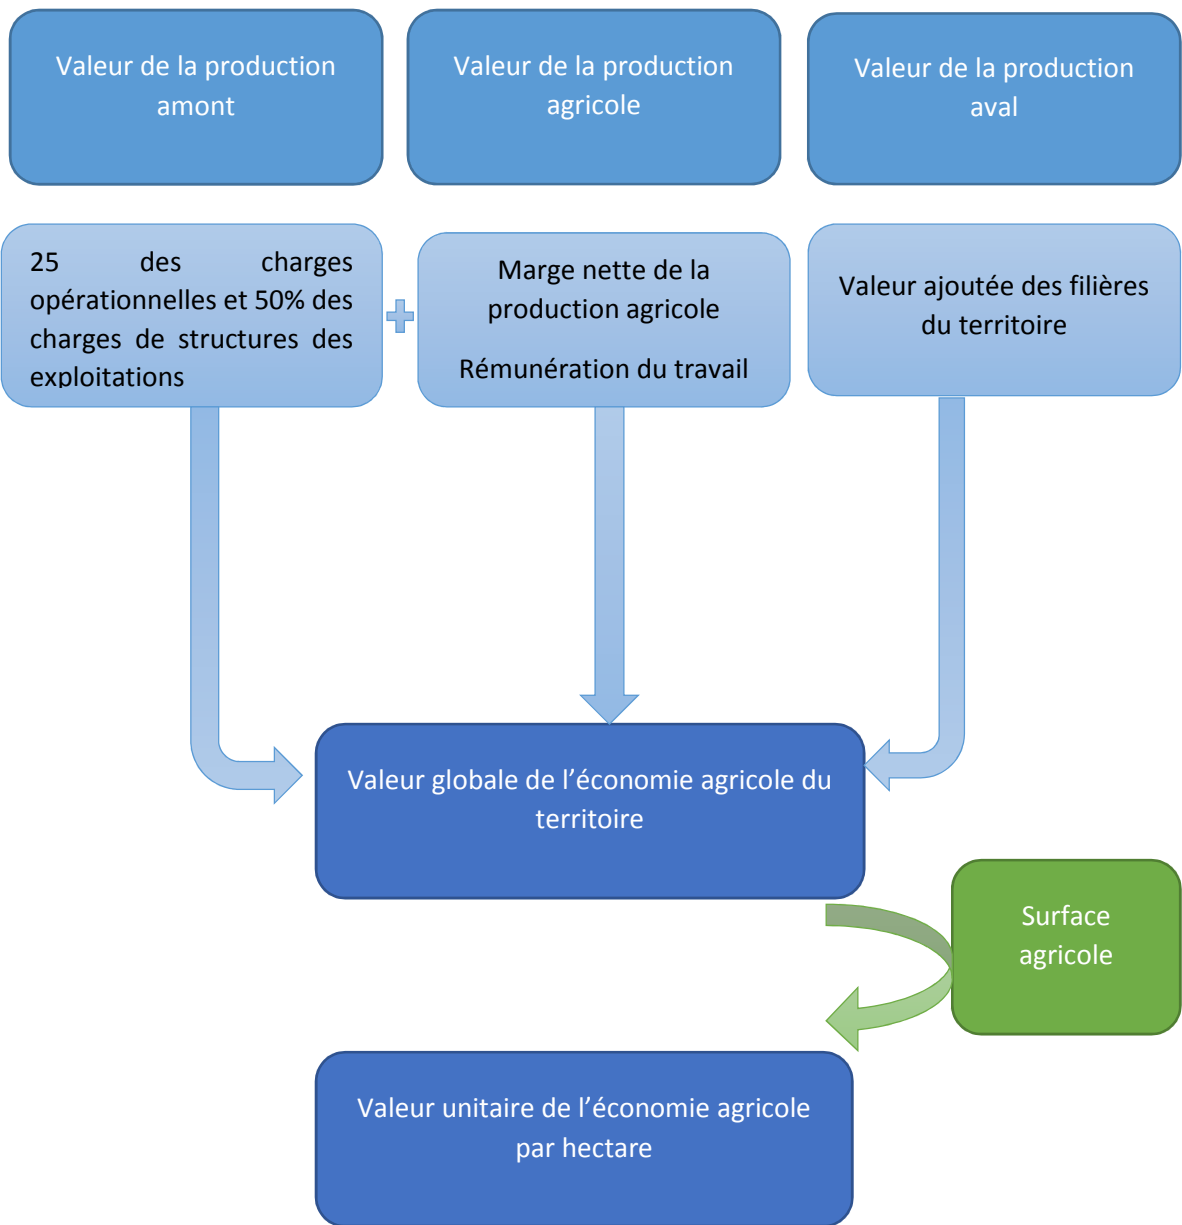 Valeur de la production
amont
Valeur de la production
agricole
Valeur de la production
aval
25 des charges
opérationnelles et 50% des
charges de structures des
exploitations
Marge nette de la
production agricole
Rémunération du travail
Valeur ajoutée des filières
du territoire
Valeur globale de l’économie agricole du
territoire
Surface
agricole
Valeur unitaire de l’économie agricole
par hectare